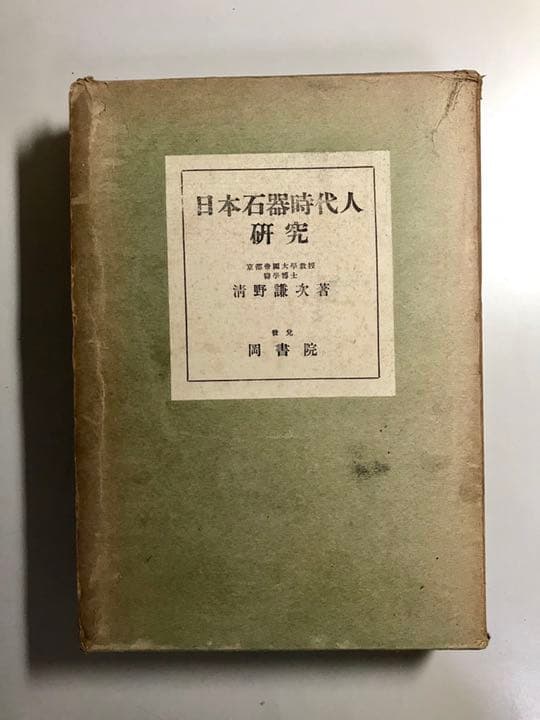 日本石器時代人
研究
京都帝國大學教授
醫學博士
清野謙次著
發兌
岡書院